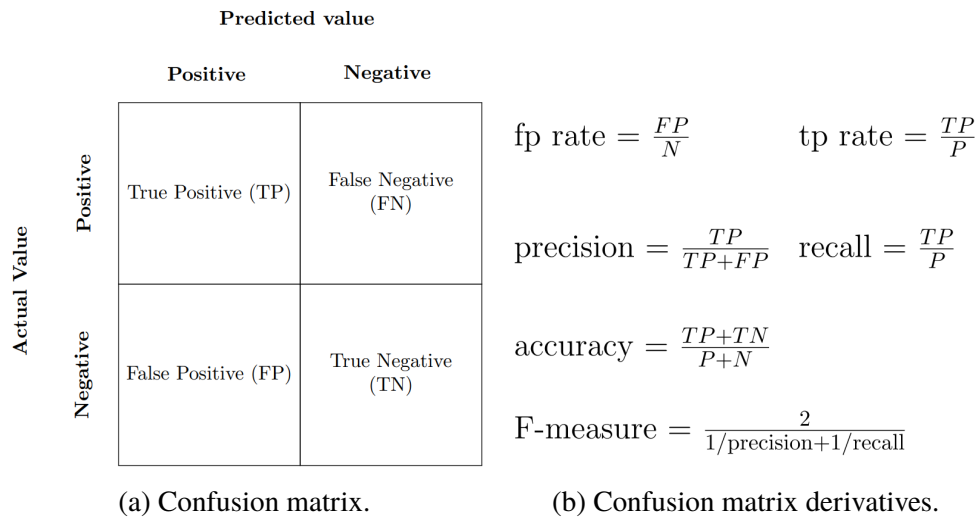 Predicted value
Positive Negative
Actual Value
Positive
True Positive (TP)
False Negative
(FN)
Negative
False Positive (FP)
True Negative
(TN)
(a) Confusion matrix.
fp rate = FP/N
tp rate = TP/P
precision = TP/TP+FP
recall = TP/P
accuracy = TP+TN/P+N
F-measure = 2/1/precision+1/recall
(b) Confusion matrix derivatives.